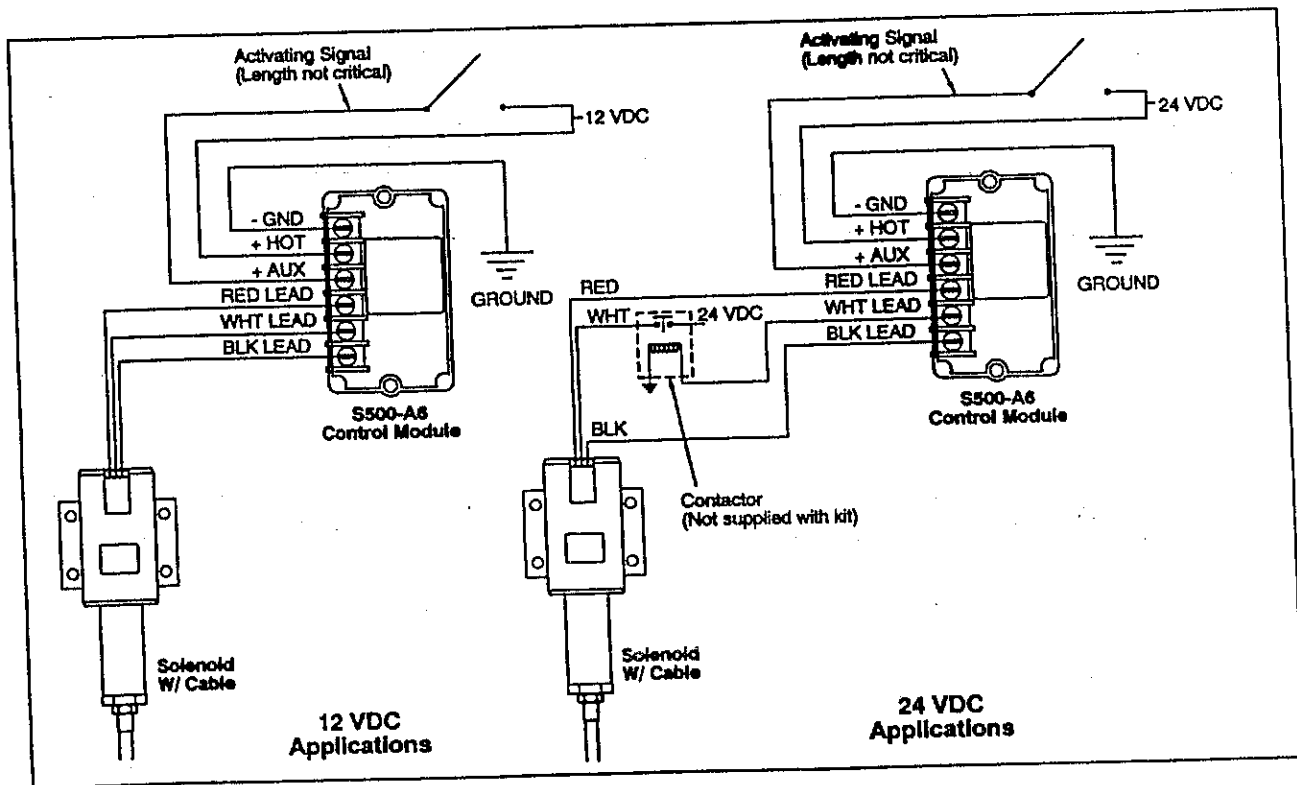 Activating Signal
(Length not critical)
12 VDC
- GND
+ HOT
+ AUX
RED LEAD
WHT LEAD
BLK LEAD
GROUND
S500-A6
Control Module
Solenoid
W/ Cable
12 VDC
Applications
Activating Signal
(Length not critical)
24 VDC
- GND
+ HOT
+ AUX
RED LEAD
WHT LEAD
BLK LEAD
GROUND
RED
WHT
24 VDC
BLK
S500-A6
Control Module
Contactor
(Not supplied with kit)
Solenoid
W/ Cable
24 VDC
Applications